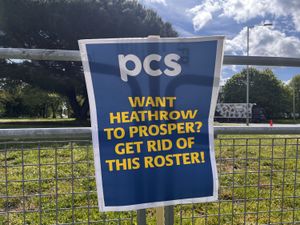 pcs
WANT
HEATHROW
TO PROSPER?
GET RID OF
THIS ROSTER!